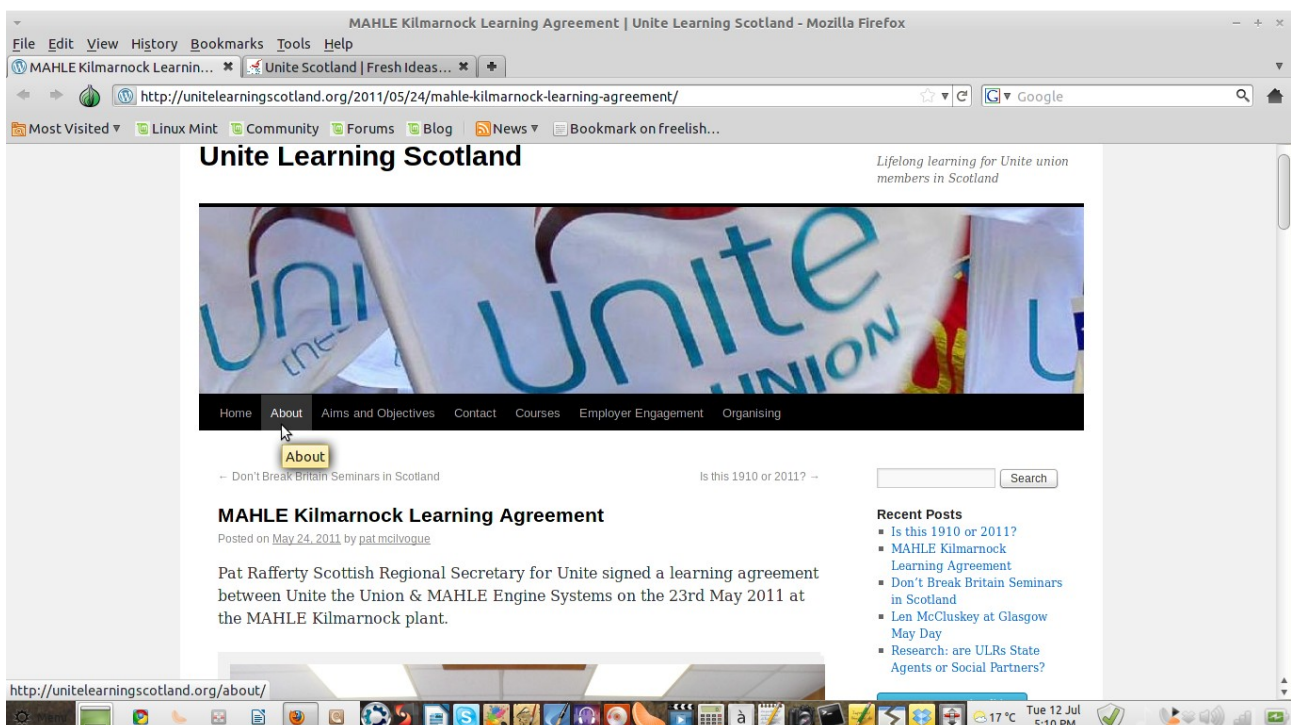 MAHLE Kilmarnock Learning Agreement | Unite Learning Scotland - Mozilla Firefox
File Edit View History Bookmarks Tools Help
MAHLE Kilmarnock Learnin... Unite Scotland | Fresh Ideas...
http://unitelearningscotland.org/2011/05/24/mahle-kilmarnock-learning-agreement/ Google
Most Visited Linux Mint Community Forums Blog News Bookmark on freelish...
Unite Learning Scotland
Lifelong learning for Unite union
members in Scotland
uni
the
unite
UNION
Home About Aims and Objectives Contact Courses Employer Engagement Organising
About
← Don't Break Britain Seminars in Scotland Is this 1910 or 2011? →
Search
MAHLE Kilmarnock Learning Agreement
Posted on May 24, 2011 by pat mcilvogue
Pat Rafferty Scottish Regional Secretary for Unite signed a learning agreement
between Unite the Union & MAHLE Engine Systems on the 23rd May 2011 at
the MAHLE Kilmarnock plant.
Recent Posts
Is this 1910 or 2011?
MAHLE Kilmarnock
Learning Agreement
Don't Break Britain Seminars
in Scotland
Len McCluskey at Glasgow
May Day
Research: are ULRs State
Agents or Social Partners?
http://unitelearningscotland.org/about/
Menu à 17 °C Tue 12 Jul
5:10 PM